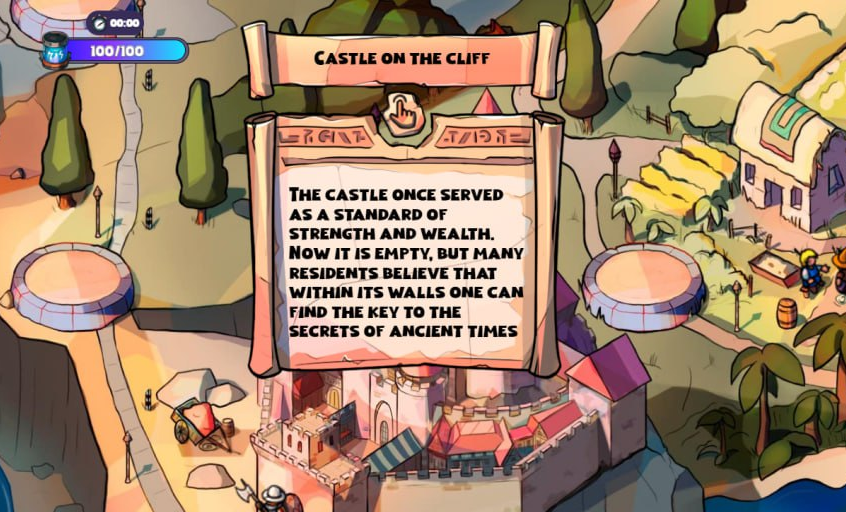 00:00
100/100
CASTLE ON THE CLIFF
THE CASTLE ONCE SERVED
AS A STANDARD OF
STRENGTH AND WEALTH.
NOW IT IS EMPTY, BUT MANY
RESIDENTS BELIEVE THAT
WITHIN ITS WALLS ONE CAN
FIND THE KEY TO THE
SECRETS OF ANCIENT TIMES